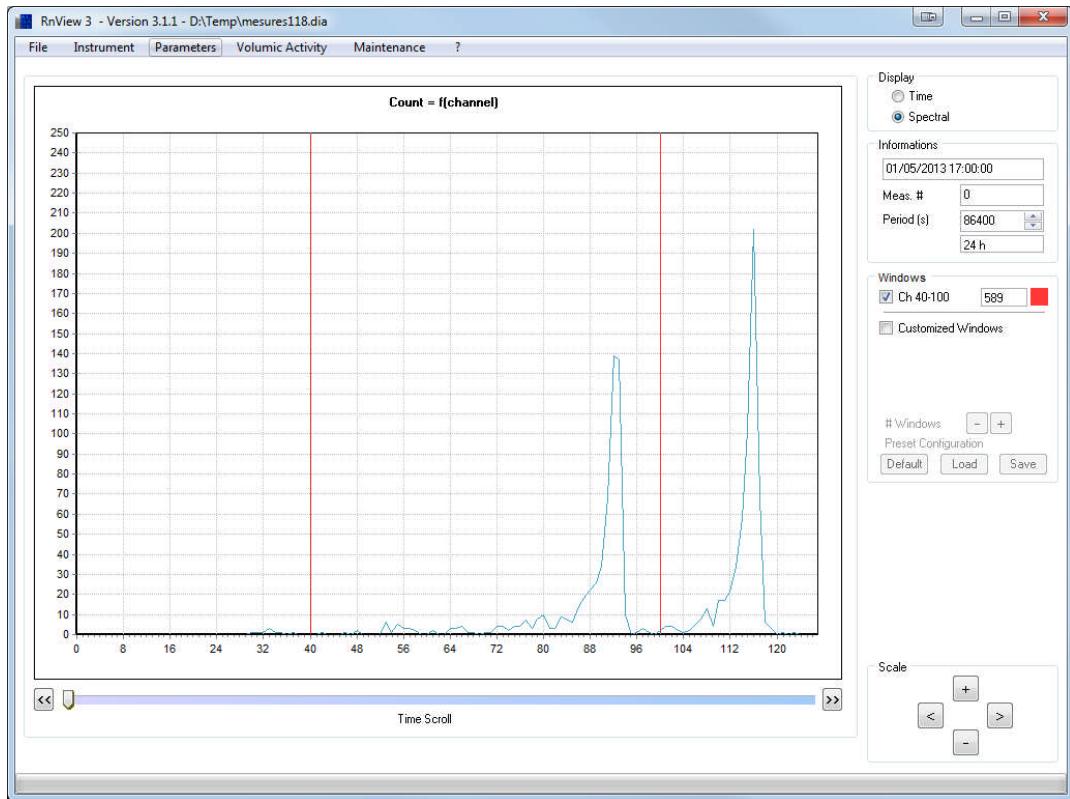 RnView 3 - Version 3.1.1 - D:\Temp\mesures118.dia
File Instrument Parameters Volumic Activity Maintenance ?
Count = f(channel)
250
240
230
220
210
200
190
180
170
160
150
140
130
120
110
100
90
80
70
60
50
40
30
20
10
0
0 8 16 24 32 40 48 56 64 72 80 88 96 104 112 120
<< >>
Time Scroll
Display
Time
Spectral
Informations
01/05/2013 17:00:00
Meas. # 0
Period (s) 86400
24 h
Windows
Ch 40-100 589
Customized Windows
# Windows - +
Preset Configuration
Default Load Save
Scale
+
< >
-